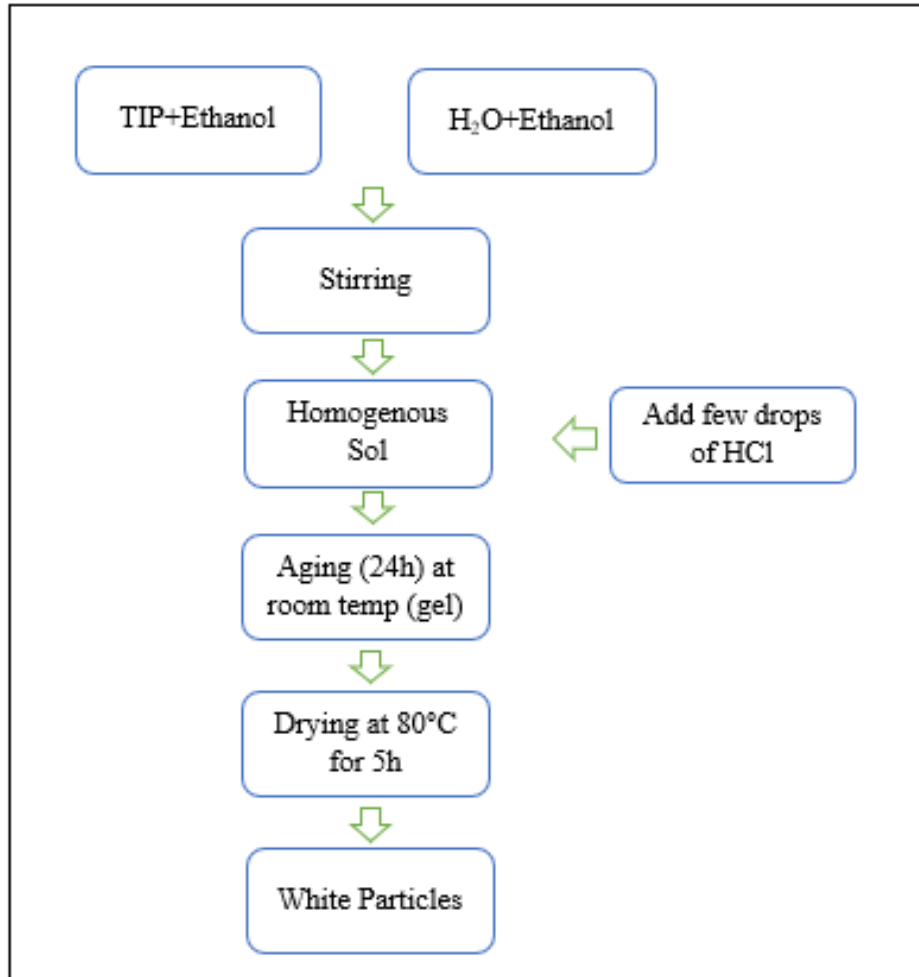 TIP+Ethanol
H₂O+Ethanol
Stirring
Homogenous
Sol
Add few drops
of HCl
Aging (24h) at
room temp (gel)
Drying at 80°C
for 5h
White Particles